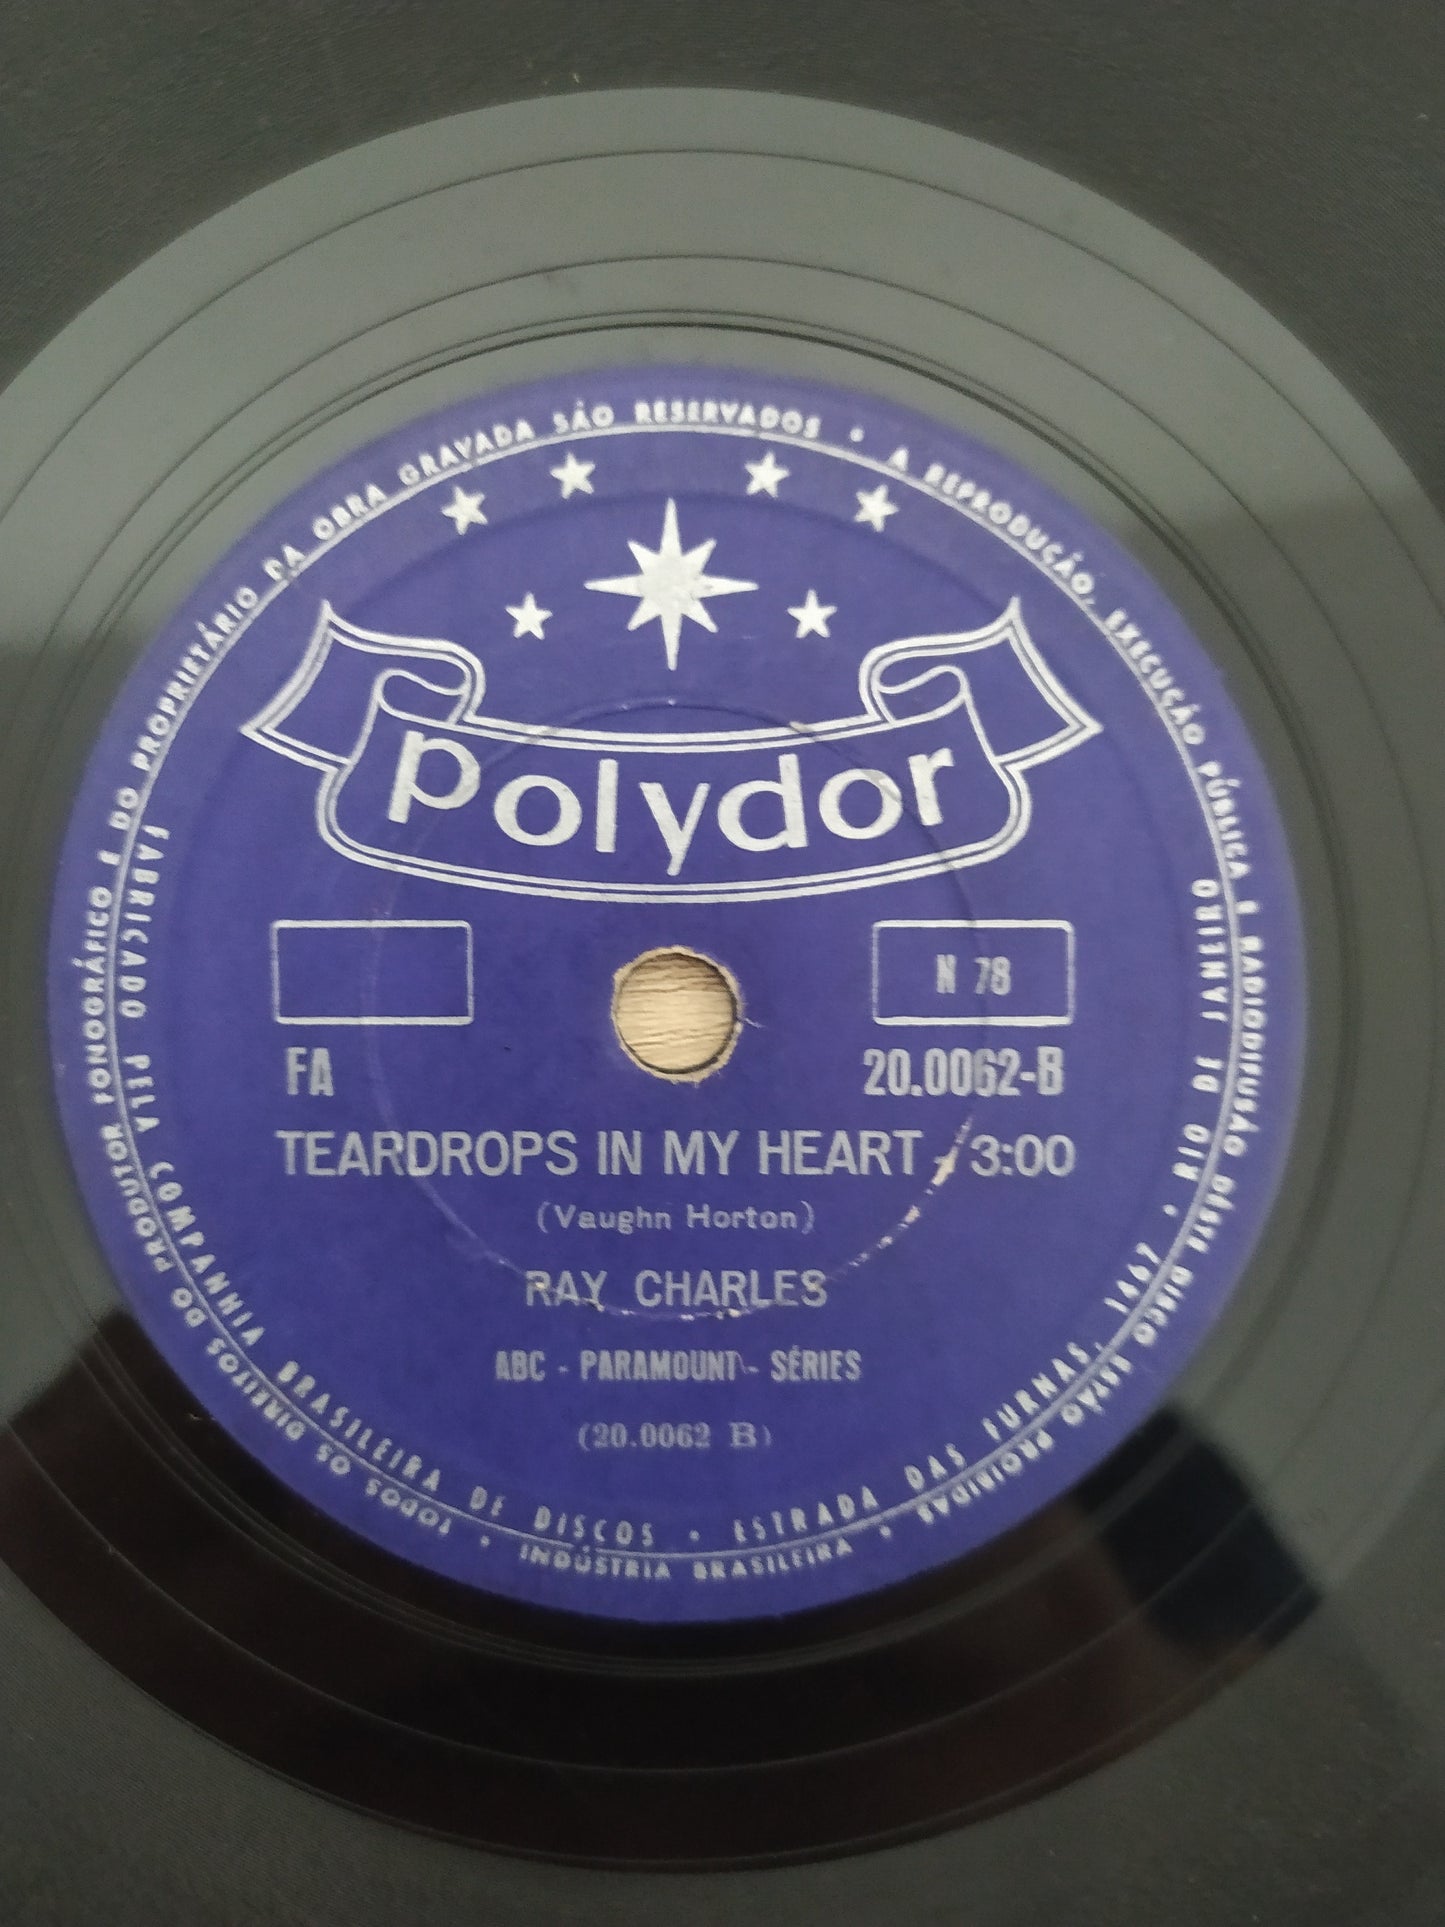 polydor
N 78
FA
20.0062-B
TEARDROPS IN MY HEART - 3:00
(Vaughn Horton)
RAY CHARLES
ABC - PARAMOUNT - SÉRIES
(20.0062 B)
FABRICADO PELA COMPANHIA BRASILEIRA DE DISCOS • ESTRADA DAS FURNAS, 1467 • RIO DE JANEIRO
TODOS OS DIREITOS DO PRODUTOR FONOGRÁFICO E DO PROPRIETÁRIO DA OBRA GRAVADA SÃO RESERVADOS • A REPRODUÇÃO, EXECUÇÃO PÚBLICA E RADIODIFUSÃO DÊSTE DISCO ESTÃO PROIBIDAS • INDÚSTRIA BRASILEIRA •